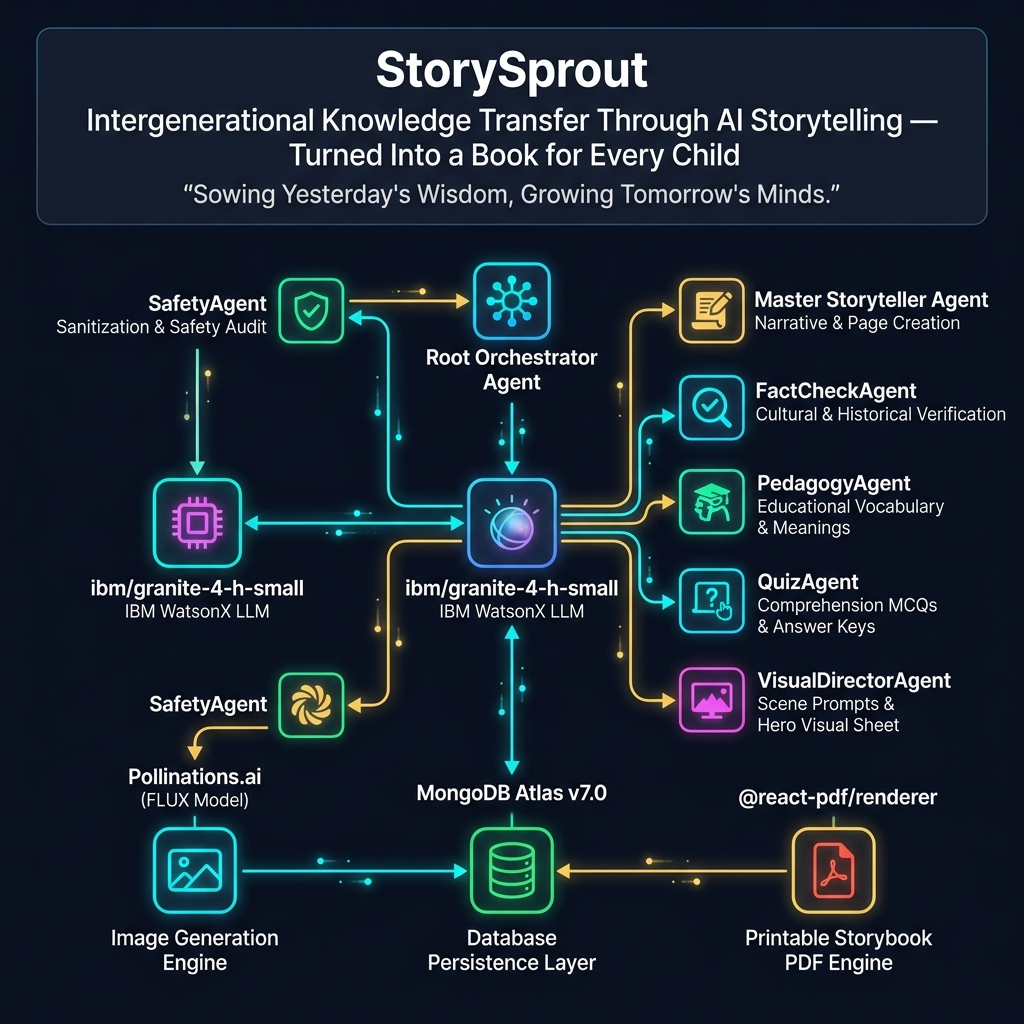 StorySprout
Intergenerational Knowledge Transfer Through AI Storytelling —
Turned Into a Book for Every Child
“Sowing Yesterday's Wisdom, Growing Tomorrow's Minds.”
SafetyAgent
Sanitization & Safety Audit
Root Orchestrator
Agent
Master Storyteller Agent
Narrative & Page Creation
FactCheckAgent
Cultural & Historical Verification
PedagogyAgent
Educational Vocabulary
& Meanings
ibm/granite-4-h-small
IBM WatsonX LLM
ibm/granite-4-h-small
IBM WatsonX LLM
?
QuizAgent
Comprehension MCQs
& Answer Keys
SafetyAgent
VisualDirectorAgent
Scene Prompts &
Hero Visual Sheet
Pollinations.ai
(FLUX Model)
MongoDB Atlas v7.0
@react-pdf/renderer
Image Generation
Engine
Database
Persistence Layer
Printable Storybook
PDF Engine